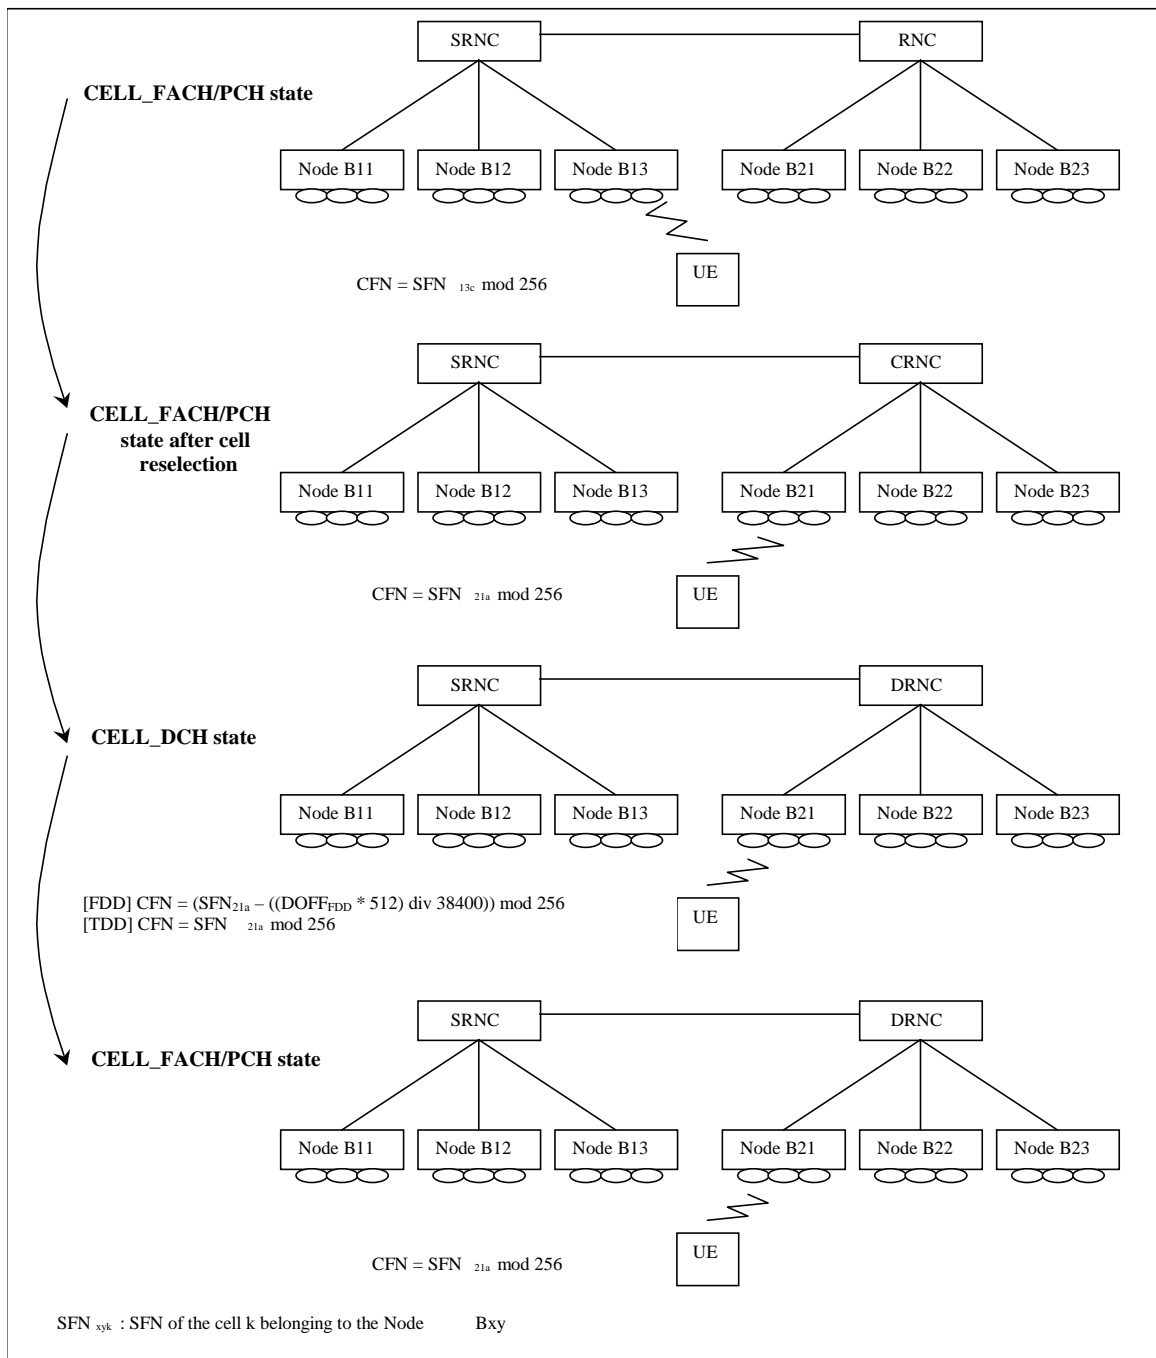 SRNC RNC
CELL_FACH/PCH state
Node B11 Node B12 Node B13 Node B21 Node B22 Node B23
UE
CFN = SFN 13c mod 256
SRNC CRNC
CELL_FACH/PCH
state after cell
reselection
Node B11 Node B12 Node B13 Node B21 Node B22 Node B23
UE
CFN = SFN 21a mod 256
SRNC DRNC
CELL_DCH state
Node B11 Node B12 Node B13 Node B21 Node B22 Node B23
[FDD] CFN = (SFN21a – ((DOFFFDD * 512) div 38400)) mod 256
UE
[TDD] CFN = SFN 21a mod 256
SRNC DRNC
CELL_FACH/PCH state
Node B11 Node B12 Node B13 Node B21 Node B22 Node B23
UE
CFN = SFN 21a mod 256
SFN xyk : SFN of the cell k belonging to the Node Bxy